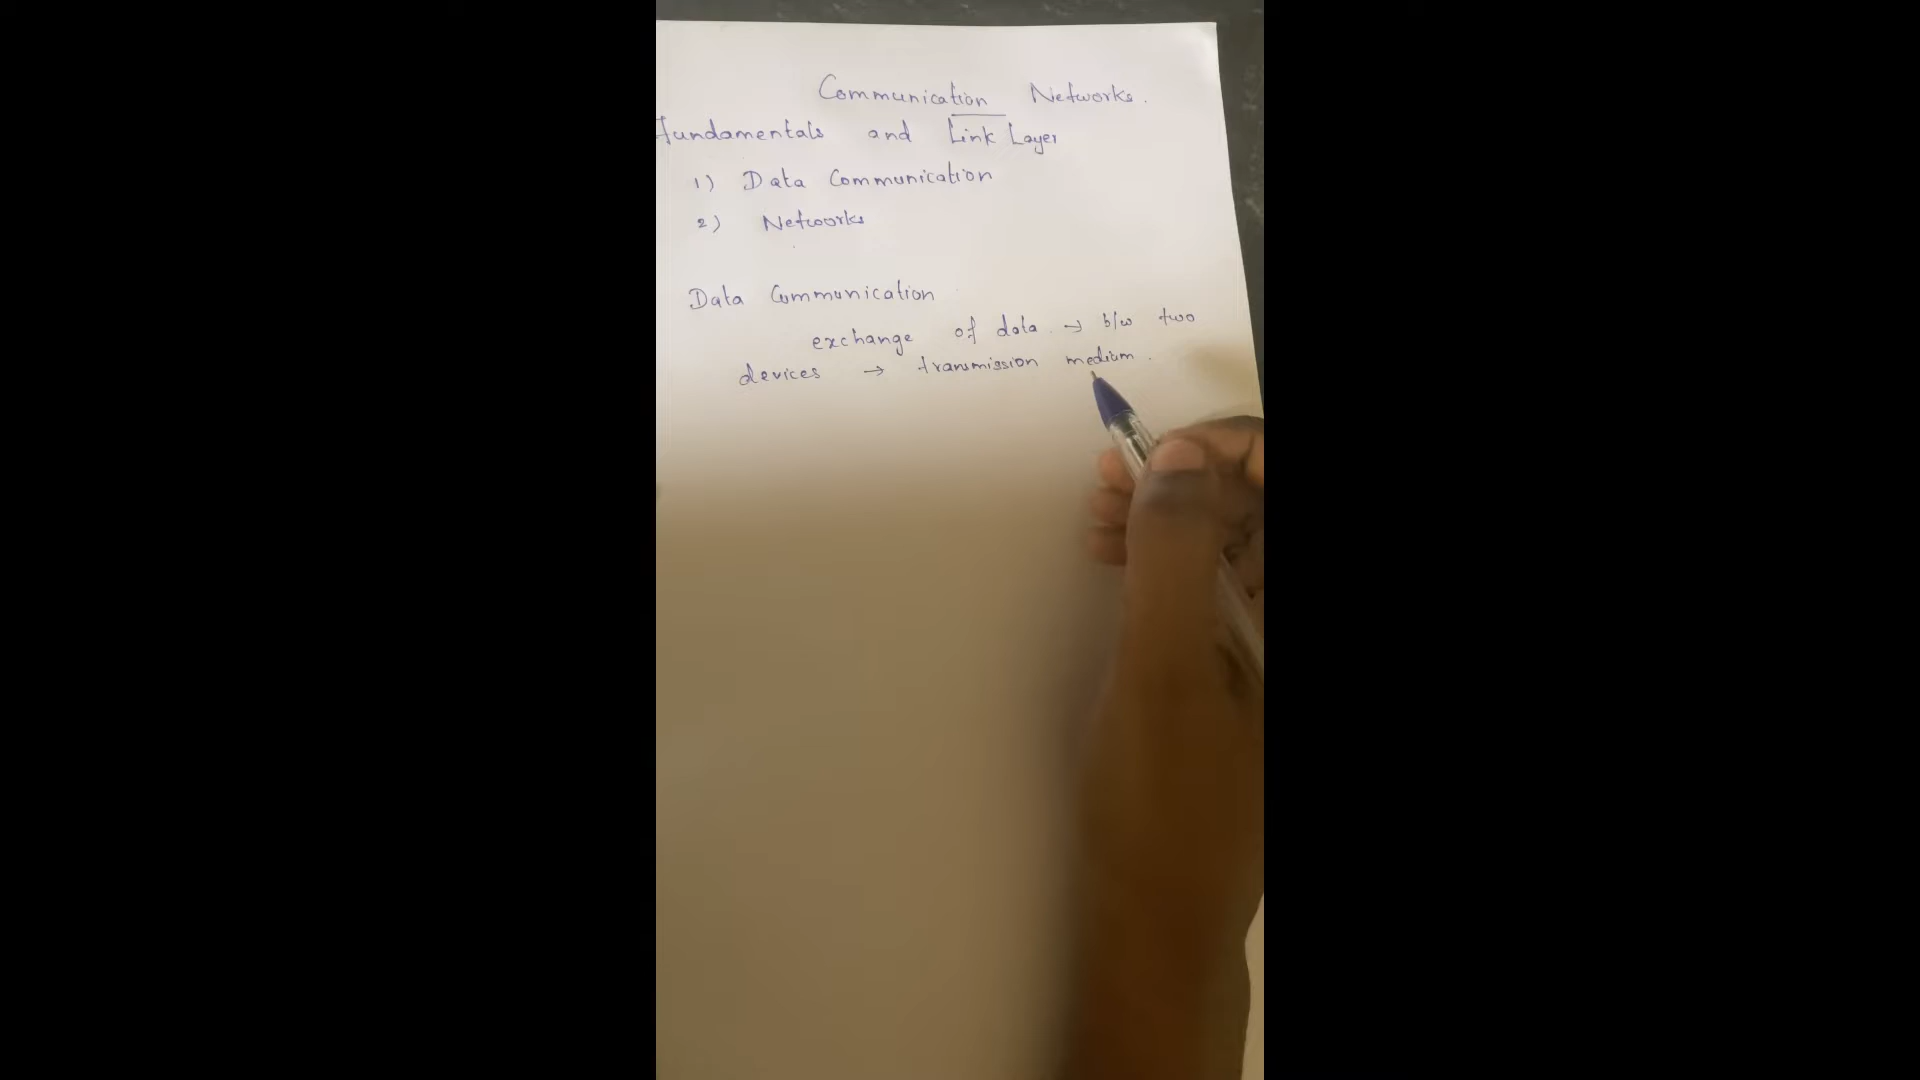 Communication Networks.
Fundamentals and Link Layer
1) Data Communication
2) Networks
Data Communication
exchange of data → b/w two
devices → transmission medium.